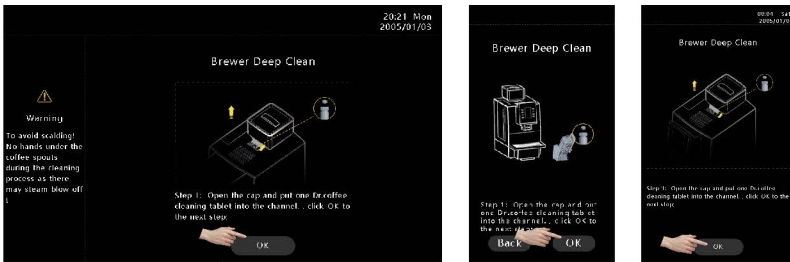 20:21 Mon
2005/01/03
Brewer Deep Clean
Warning
To avoid scalding!
No hands under the
coffee spouts
during the cleaning
process as there
may steam blow off
!
Step 1: Open the cap and put one Dr.coffee
cleaning tablet into the channel. , click OK to
the next step;
OK
Brewer Deep Clean
Step 1: Open the cap and put
one Dr.coffee cleaning tablet
into the channel. , click OK to
the next step;
Back
OK
00:04 Sat
Brewer Deep Clean
Step 1: Open the cap and put one Dr.coffee
cleaning tablet into the channel. , click OK to the
next step;
OK